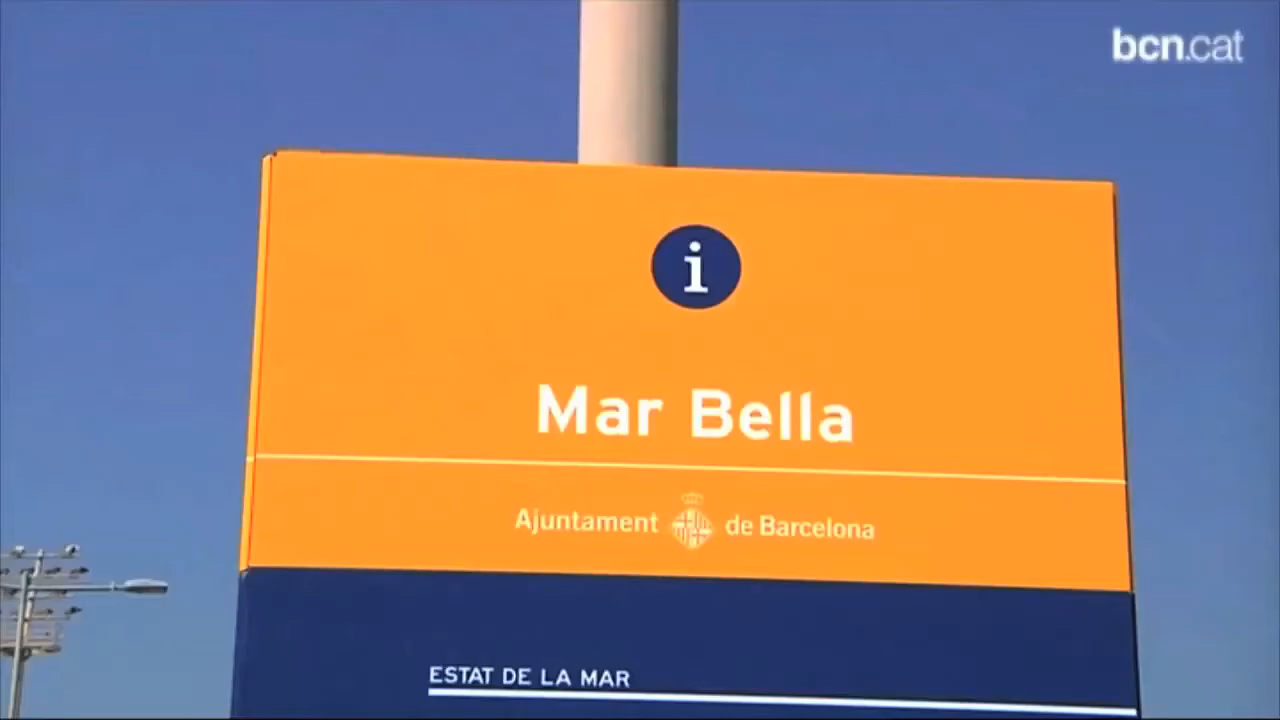 bcn.cat
i
Mar Bella
Ajuntament de Barcelona
ESTAT DE LA MAR